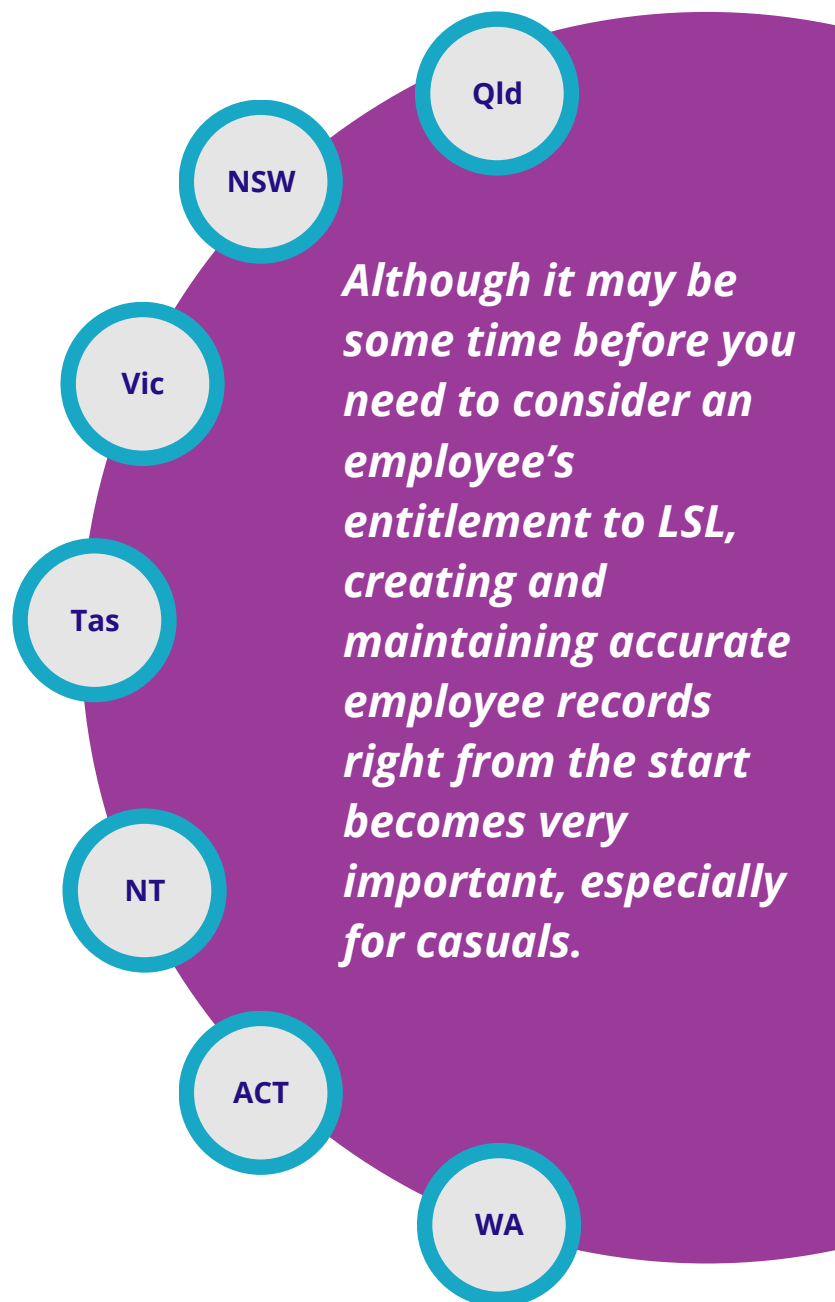 Qld
NSW
Vic
Tas
NT
ACT
WA
Although it may be
some time before you
need to consider an
employee’s
entitlement to LSL,
creating and
maintaining accurate
employee records
right from the start
becomes very
important, especially
for casuals.